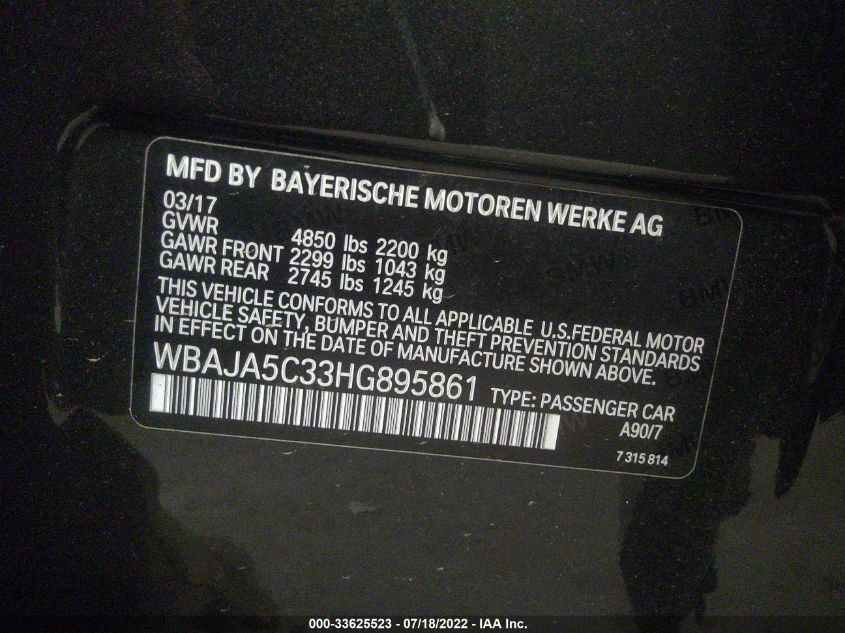 MFD BY BAYERISCHE MOTOREN WERKE AG
03/17
GVWR 4850 lbs 2200 kg
GAWR FRONT 2299 lbs 1043 kg
GAWR REAR 2745 lbs 1245 kg
THIS VEHICLE CONFORMS TO ALL APPLICABLE U.S.FEDERAL MOTOR
VEHICLE SAFETY, BUMPER AND THEFT PREVENTION STANDARDS
IN EFFECT ON THE DATE OF MANUFACTURE SHOWN ABOVE.
WBAJA5C33HG895861 TYPE: PASSENGER CAR
A90/7
7 315 814
BMW
BMW
BMW
000-33625523 - 07/18/2022 - IAA Inc.